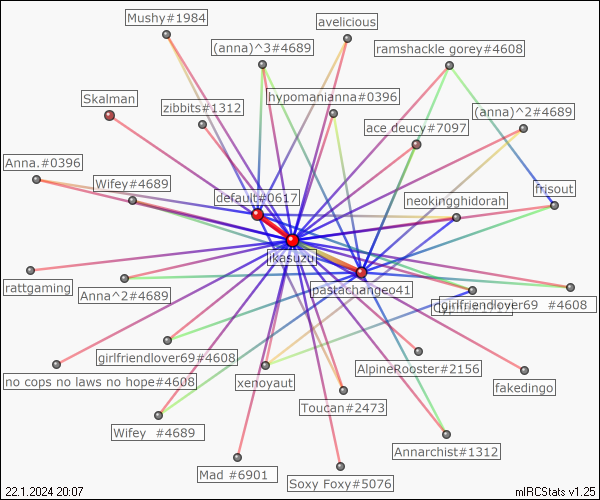 Mushy#1984
avelicious
(anna)^3#4689
ramshackle gorey#4608
Skalman
hypomanianna#0396
zibbits#1312
(anna)^2#4689
ace deucy#7097
Anna.#0396
Wifey#4689
frisout
default#0617
neokingghidorah
ikasuzu
rattgaming
Anna^2#4689
pastachangeo41
girlfriendlover69 #4608
girlfriendlover69#4608
AlpineRooster#2156
no cops no laws no hope#4608
xenoyaut
fakedingo
Toucan#2473
Wifey #4689
Annarchist#1312
Mad #6901
Soxy Foxy#5076
22.1.2024 20:07
mIRCStats v1.25